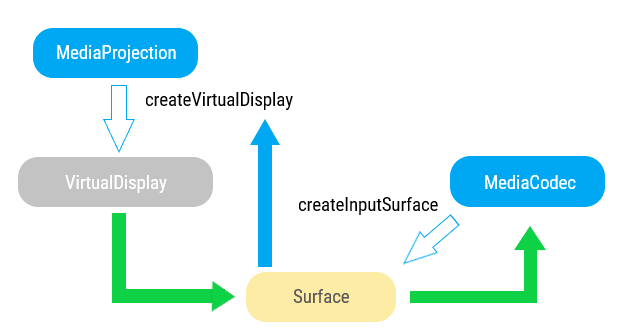 MediaProjection
createVirtualDisplay
VirtualDisplay
MediaCodec
createInputSurface
Surface